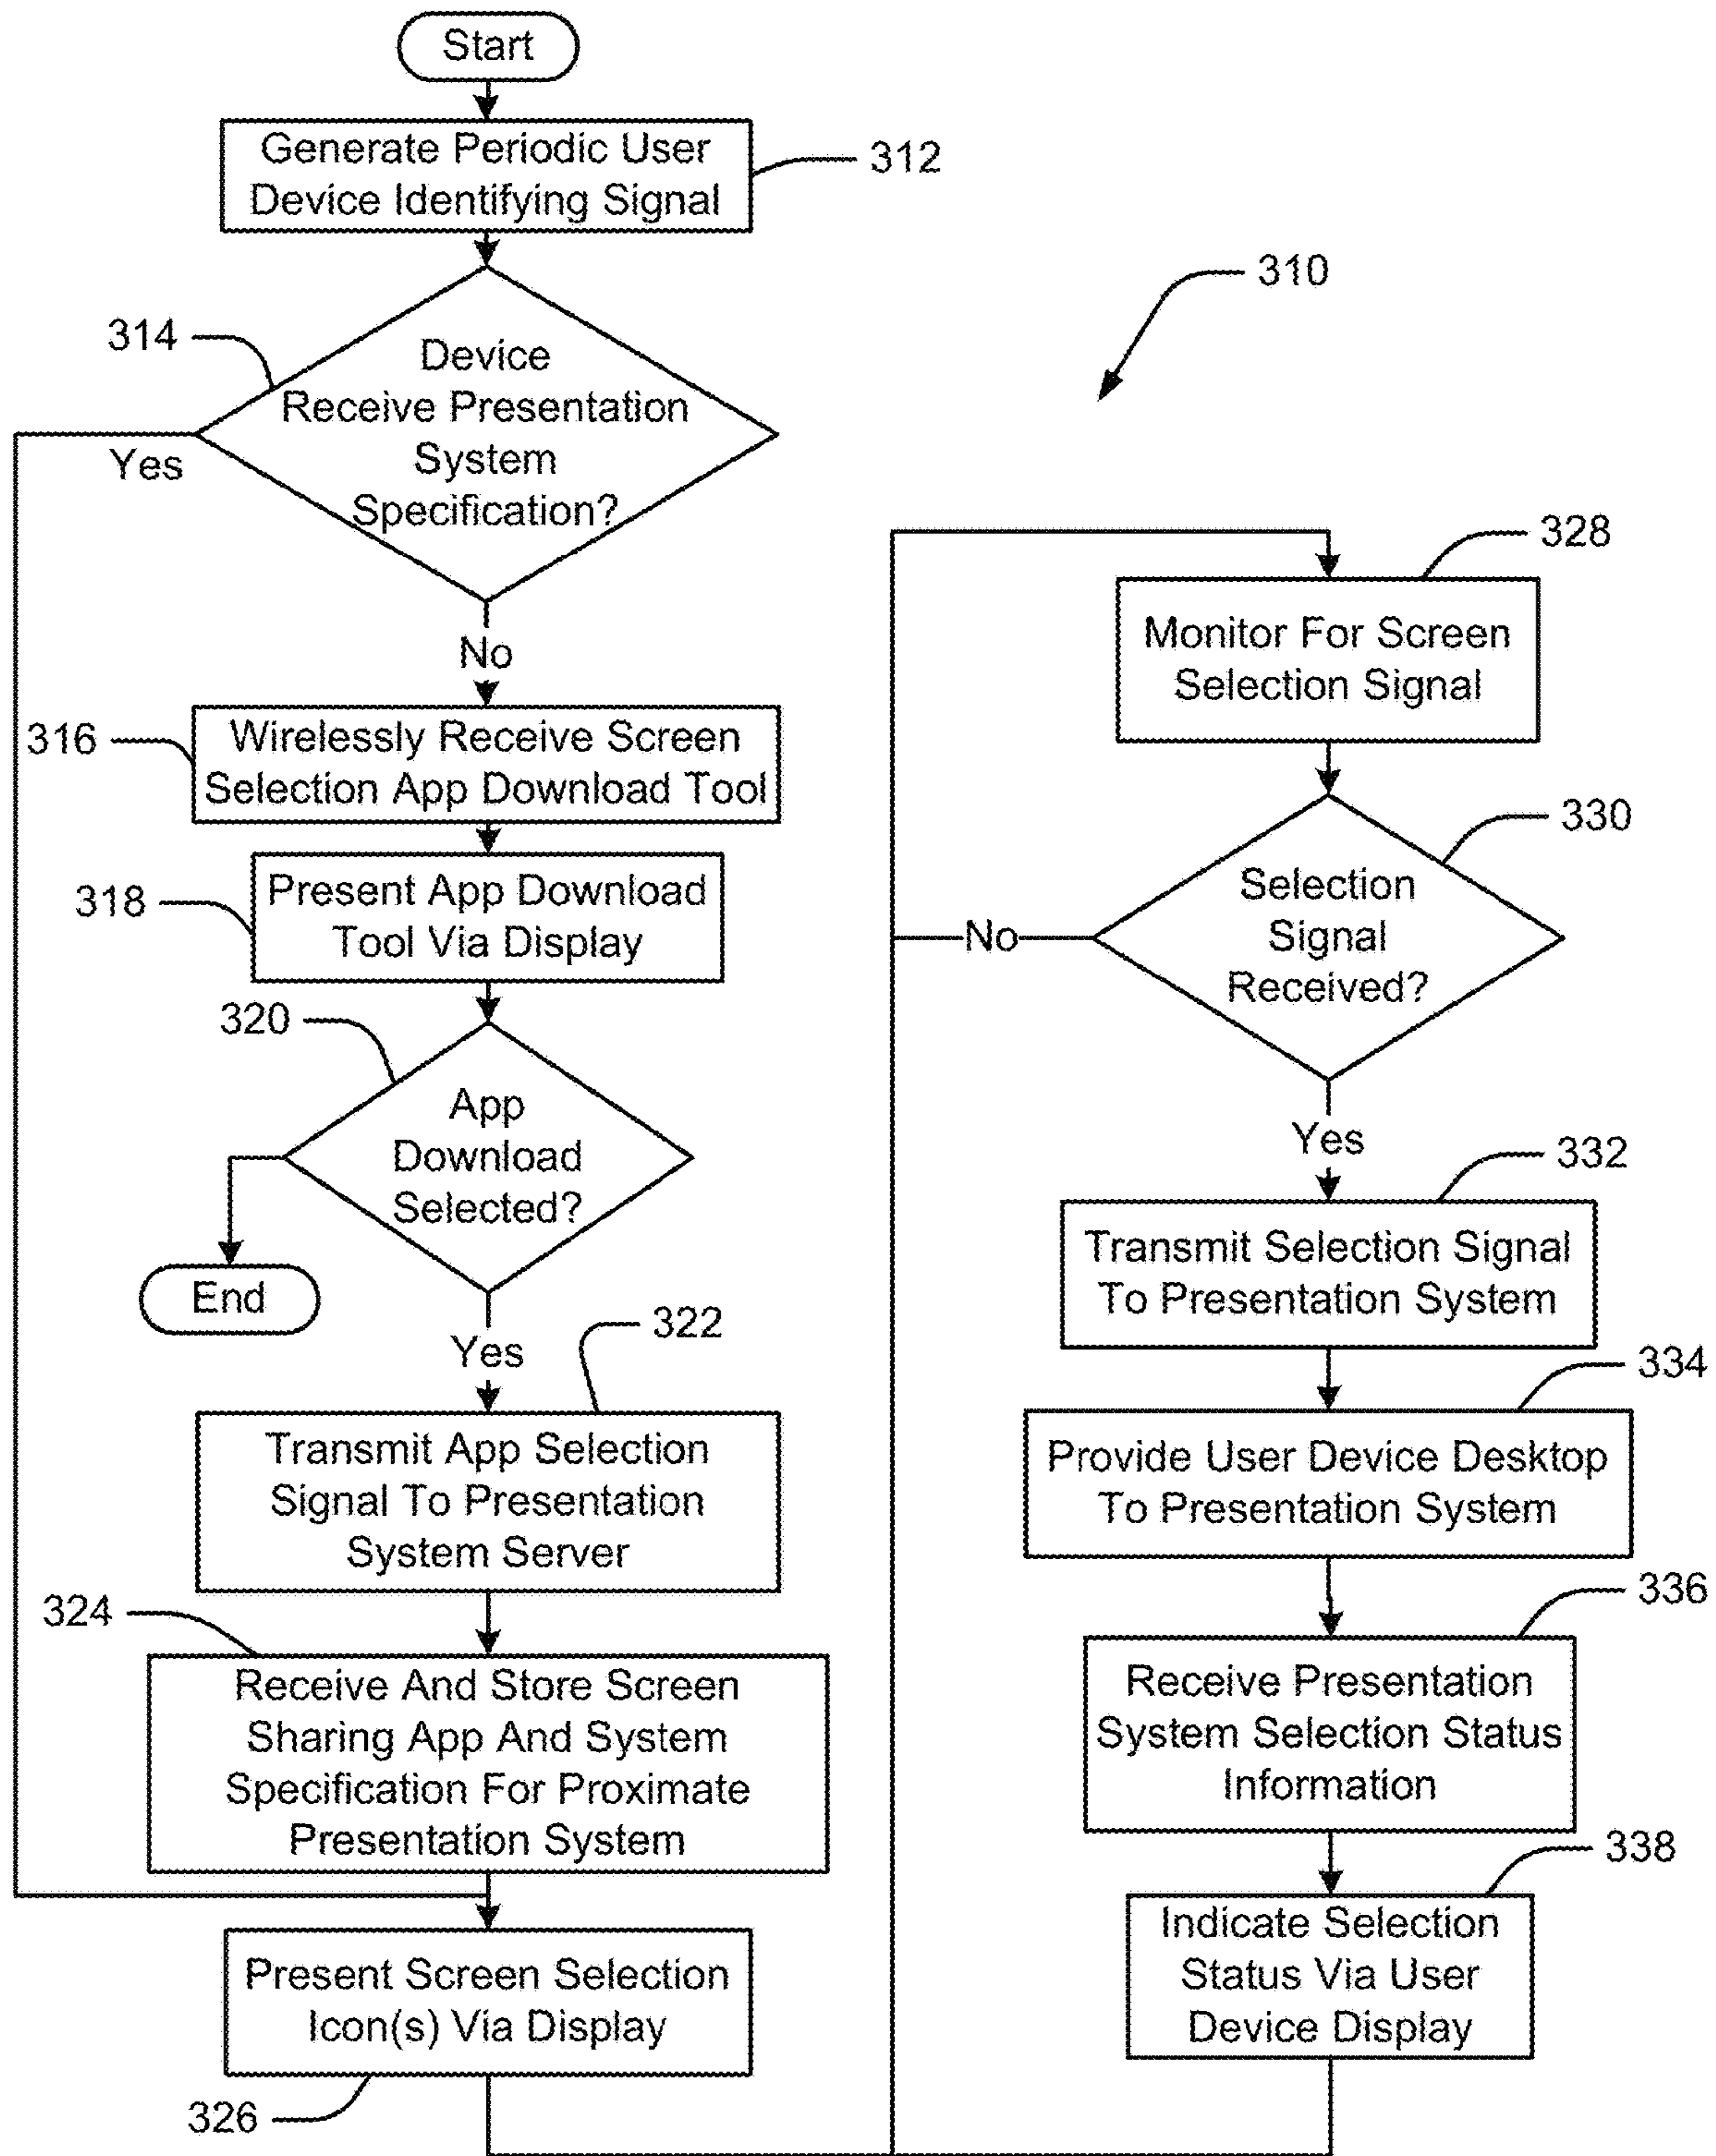 Start
Generate Periodic User
Device Identifying Signal
312
310
314
Device
Receive Presentation
System
Specification?
Yes
No
316
Wirelessly Receive Screen
Selection App Download Tool
318
Present App Download
Tool Via Display
320
App
Download
Selected?
End
Yes
322
Transmit App Selection
Signal To Presentation
System Server
324
Receive And Store Screen
Sharing App And System
Specification For Proximate
Presentation System
Present Screen Selection
Icon(s) Via Display
326
328
Monitor For Screen
Selection Signal
330
Selection
Signal
Received?
No
Yes
332
Transmit Selection Signal
To Presentation System
334
Provide User Device Desktop
To Presentation System
336
Receive Presentation
System Selection Status
Information
338
Indicate Selection
Status Via User
Device Display